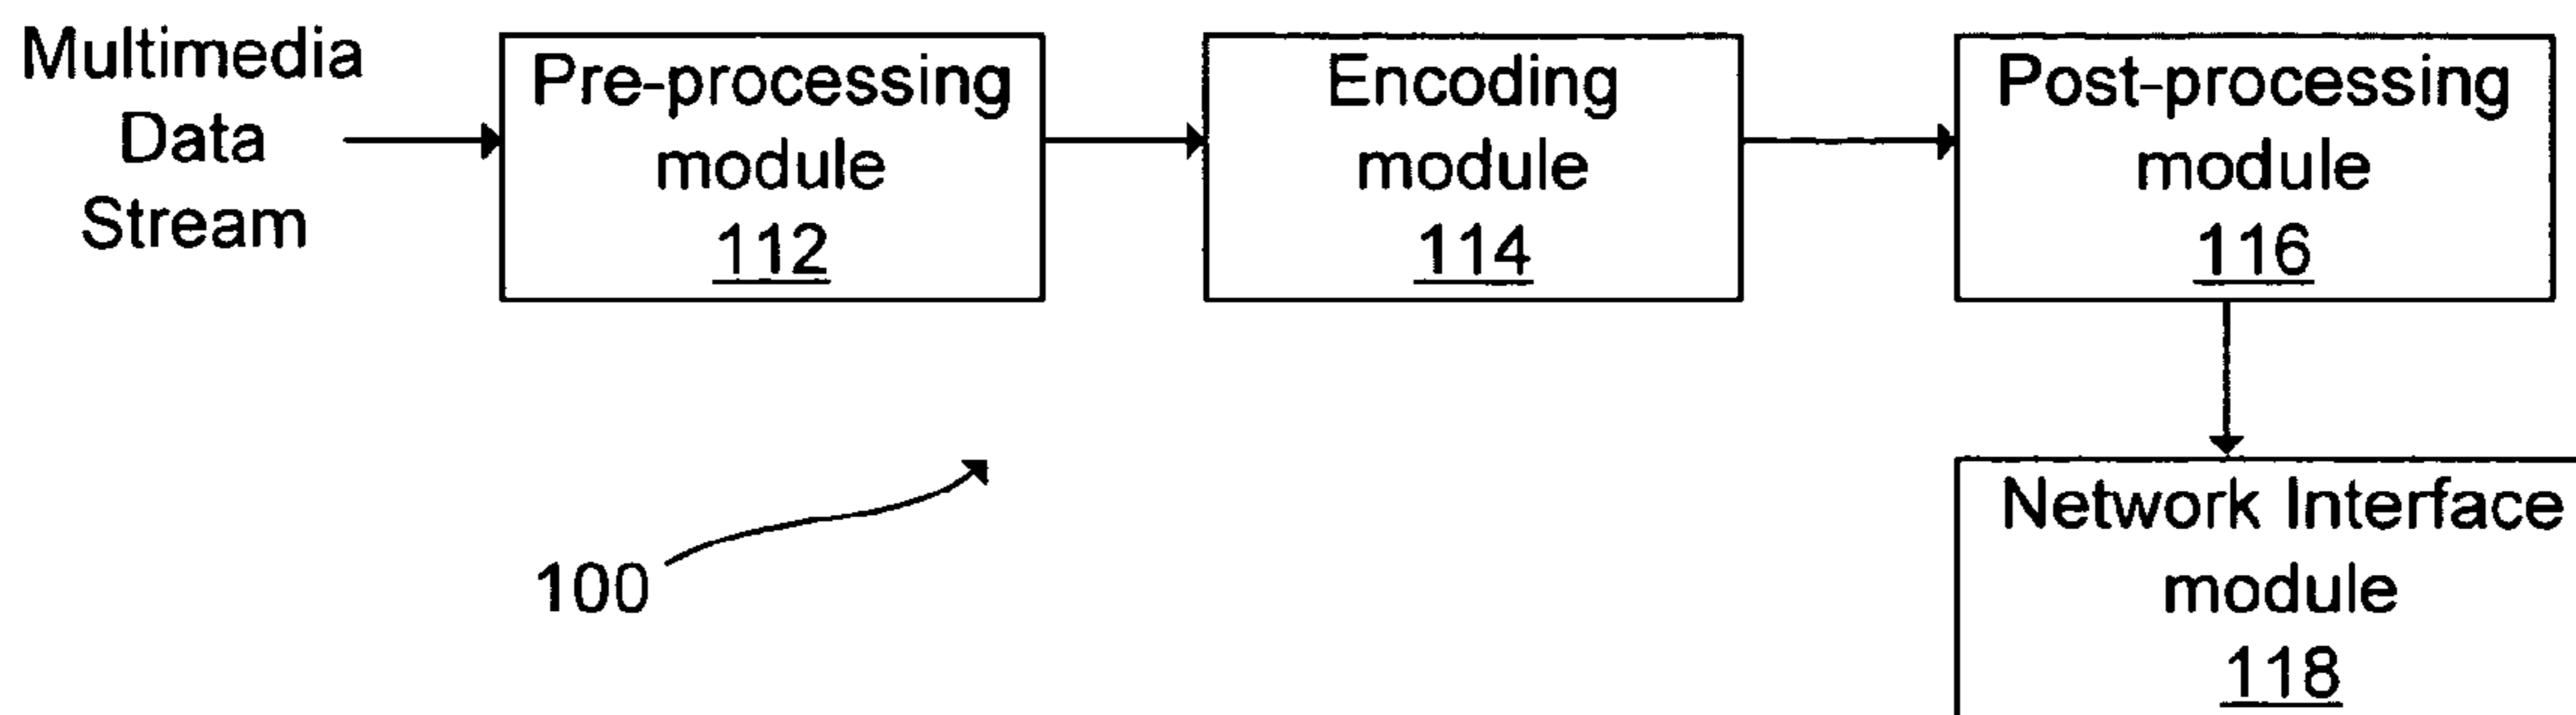 Multimedia
Data
Stream
Pre-processing
module
112
Encoding
module
114
Post-processing
module
116
100
Network Interface
module
118